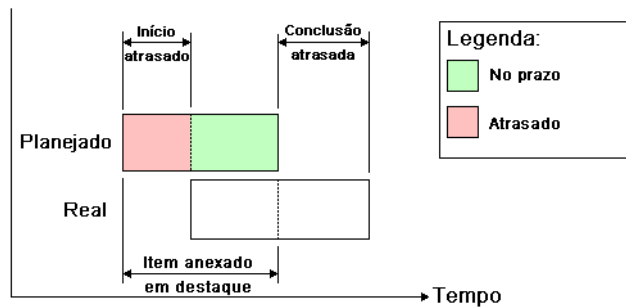 Início
atrasado
Conclusão
atrasada
Legenda:
No prazo
Atrasado
Planejado
Real
Item anexado
em destaque
Tempo